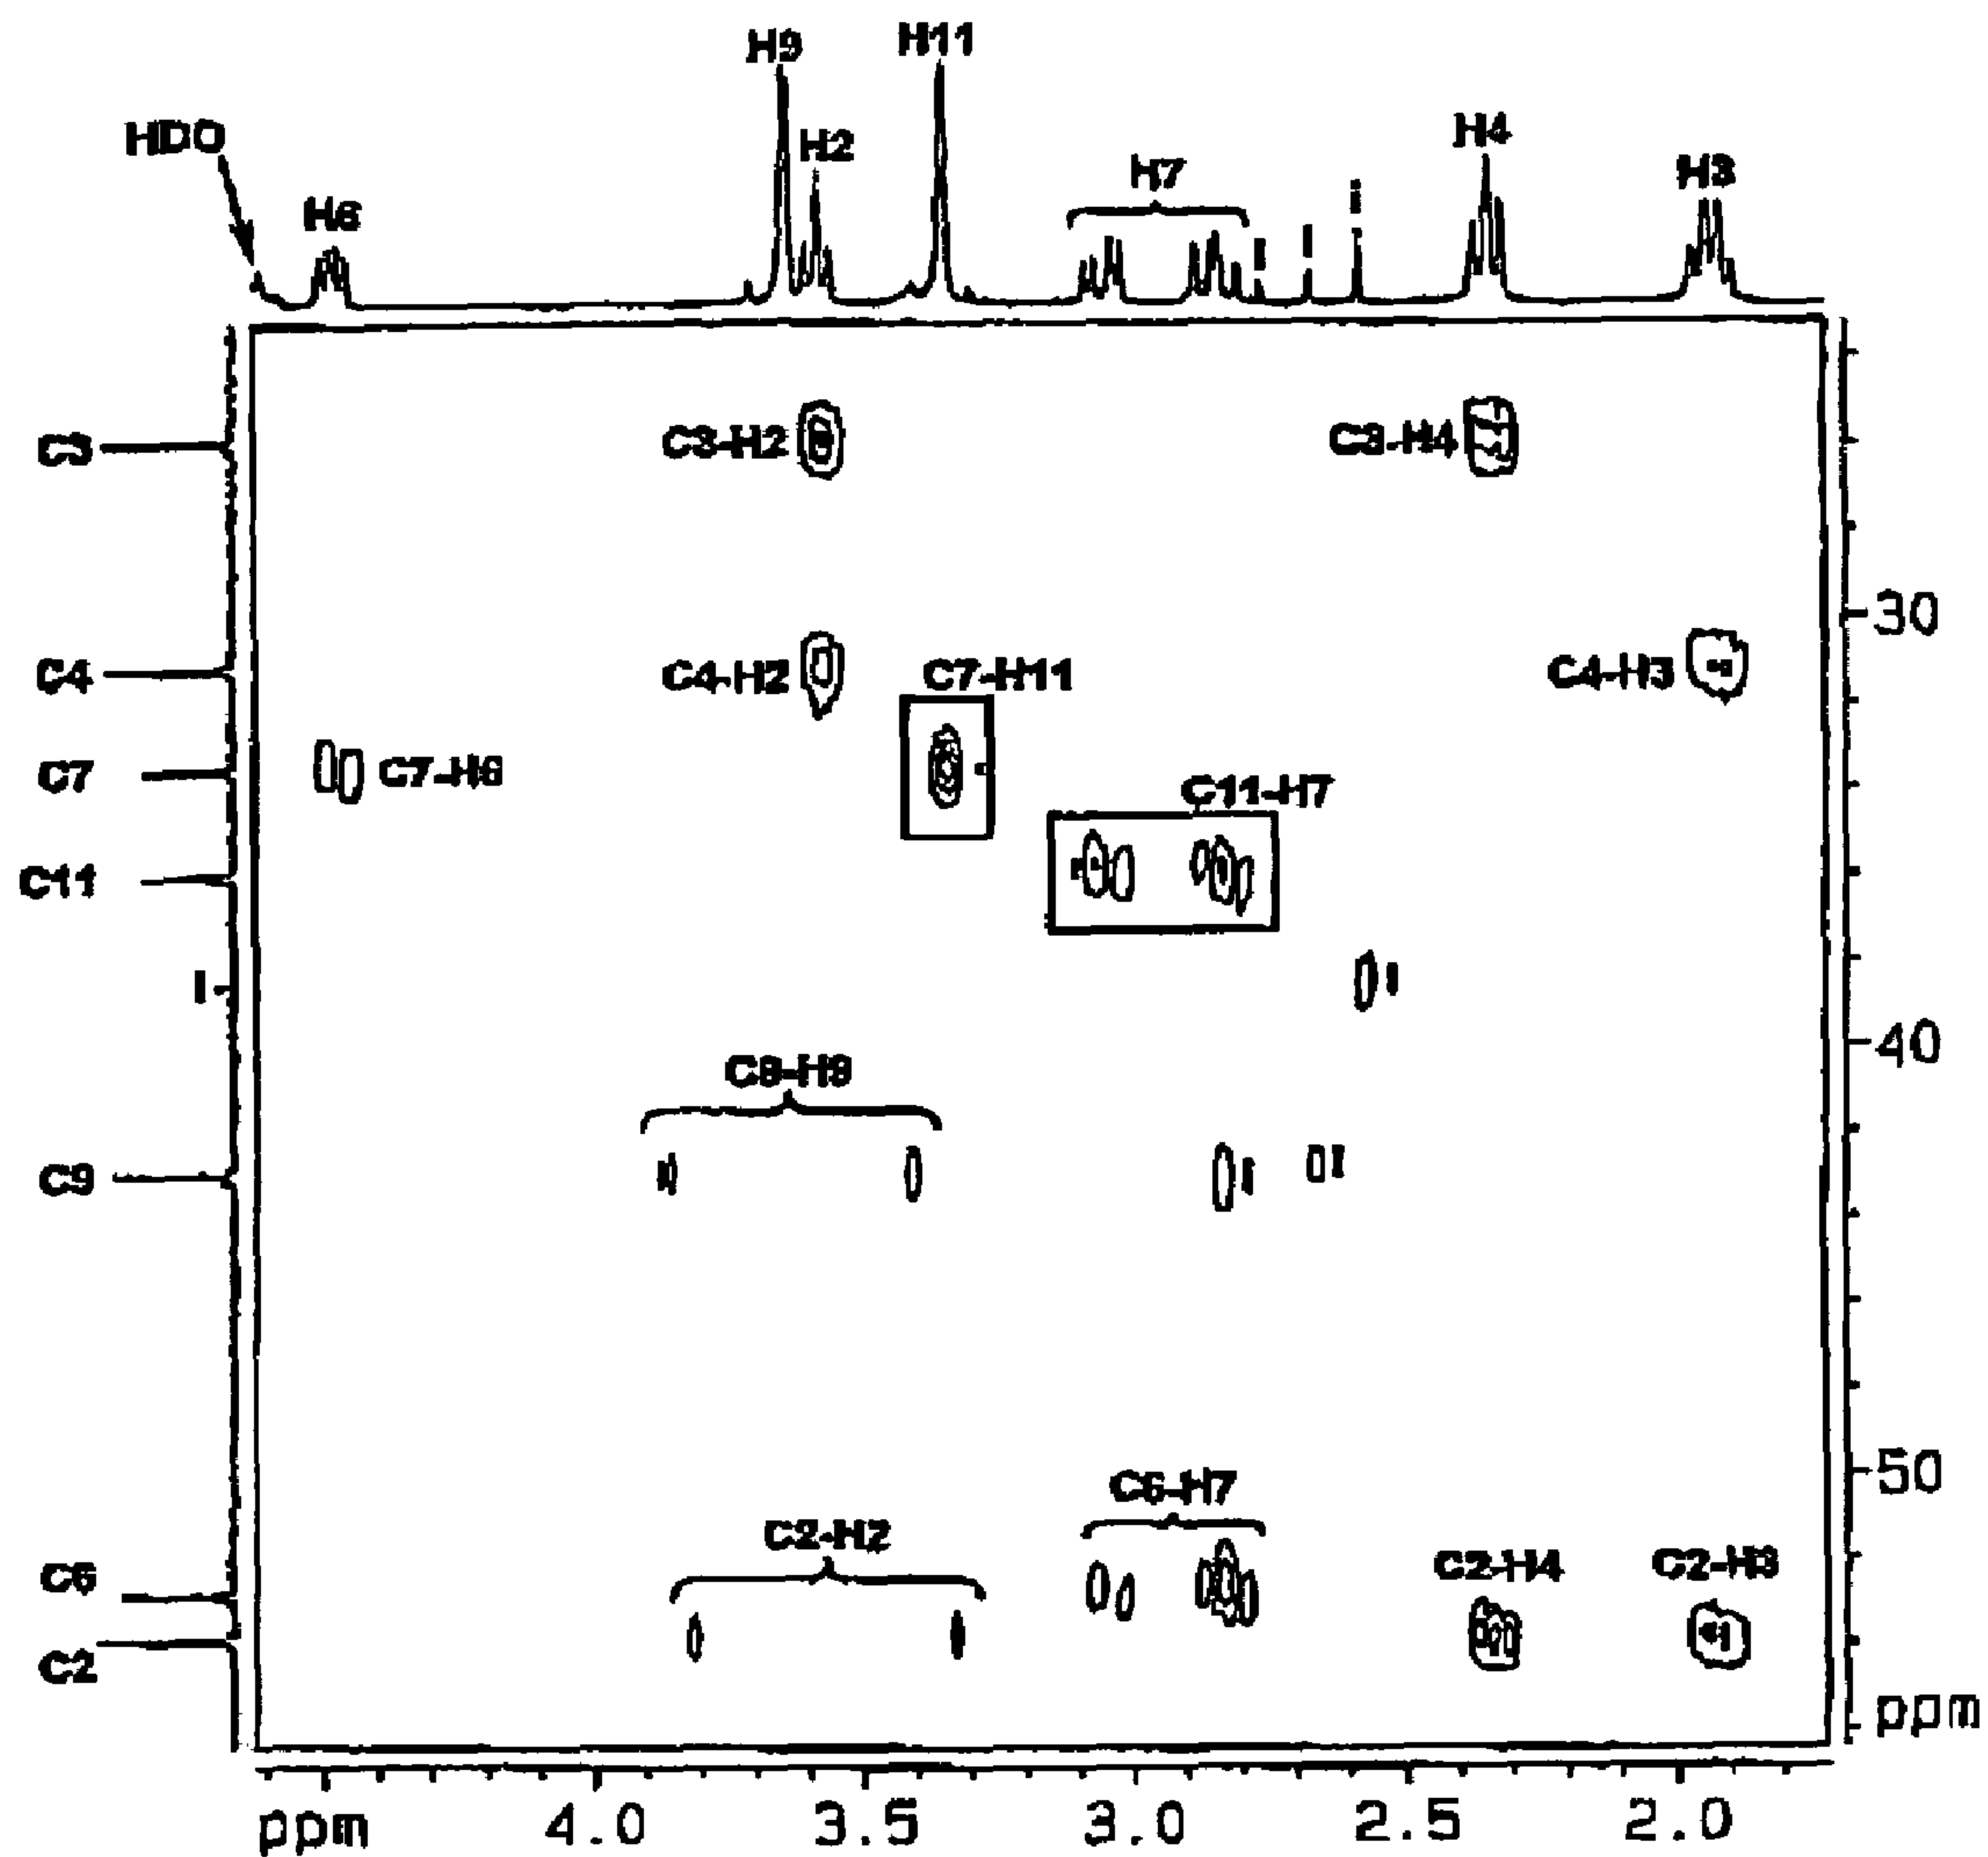 H9
H11
HDO
H2
H4
H3
H7
H6
I
I
I
C3
C3-H2
C3-H4
30
C4
C4-H2
C7-H11
C4-H3
C7
C7-H6
C11-H7
C11
I
I
40
C9-H9
C9
I
I
50
C6-H7
C2-H2
C2-H4
C2-H3
C6
C2
ppm
ppm
4.0
3.5
3.0
2.5
2.0